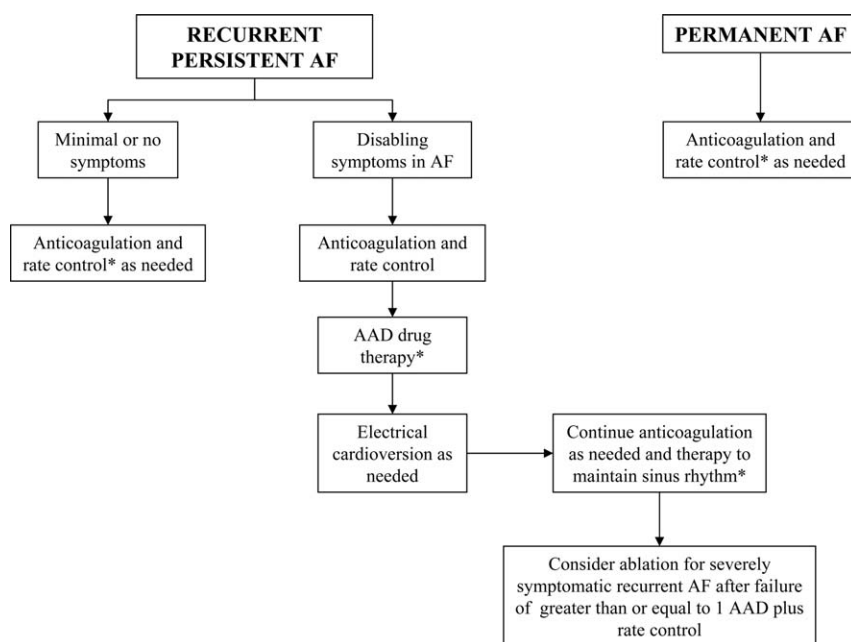 RECURRENT
PERSISTENT AF
PERMANENT AF
Minimal or no
symptoms
Disabling
symptoms in AF
Anticoagulation and
rate control* as needed
Anticoagulation and
rate control* as needed
Anticoagulation and
rate control
AAD drug
therapy*
Electrical
cardioversion as
needed
Continue anticoagulation
as needed and therapy to
maintain sinus rhythm*
Consider ablation for severely
symptomatic recurrent AF after failure
of greater than or equal to 1 AAD plus
rate control